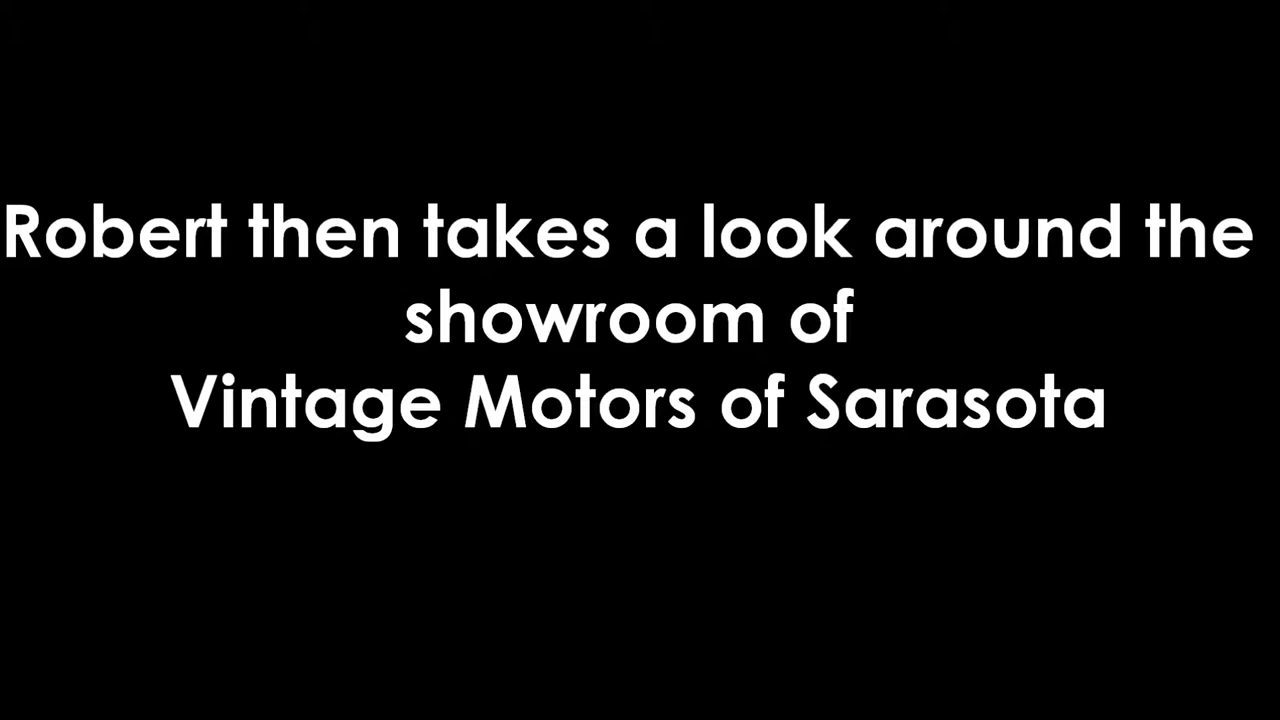 Robert then takes a look around the
showroom of
Vintage Motors of Sarasota